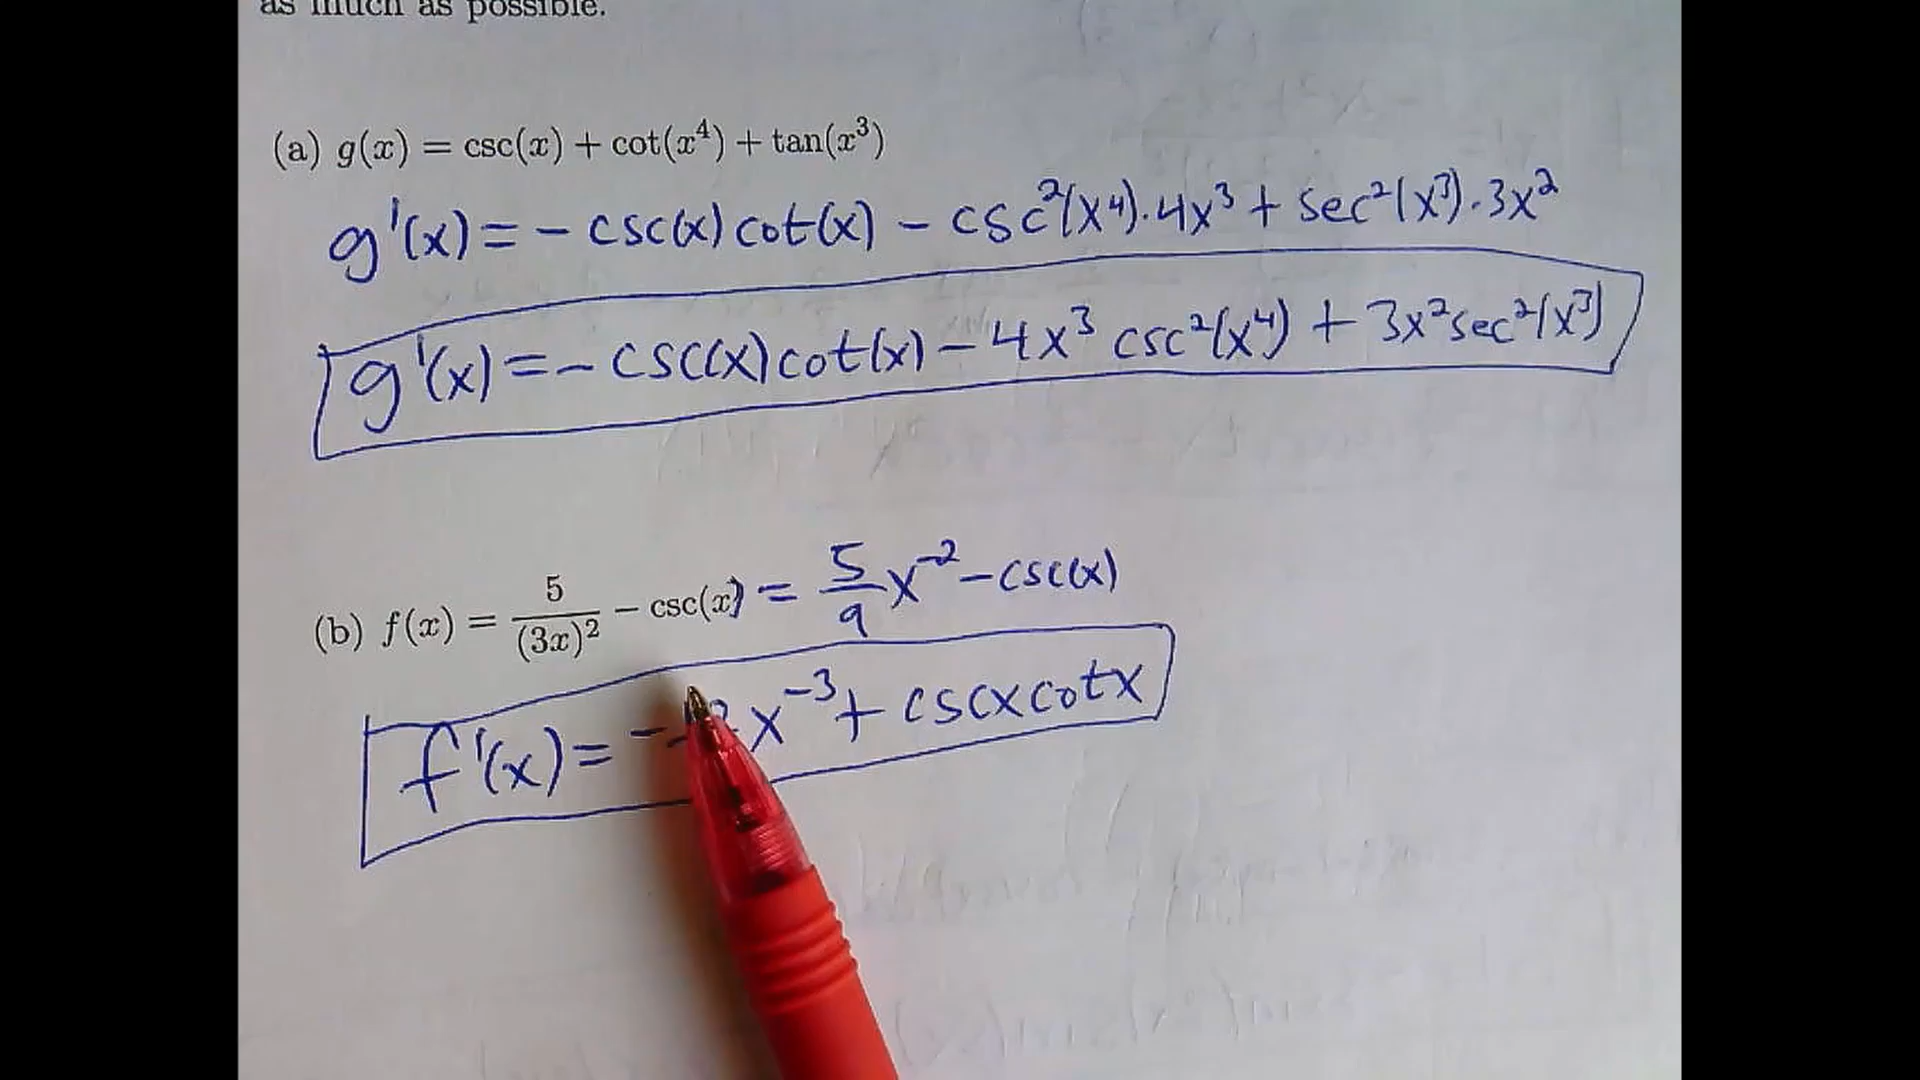 as much as possible.
(a) g(x) = csc(x) + cot(x⁴) + tan(x³)
g'(x) = - csc(x) cot(x) - csc²(x⁴)·4x³ + sec²(x³)·3x²
g'(x) = - csc(x) cot(x) - 4x³ csc²(x⁴) + 3x² sec²(x³)
(b) f(x) = 5/(3x)² - csc(x) = 5/9 x⁻² - csc(x)
f'(x) = - x⁻³ + cscx cotx